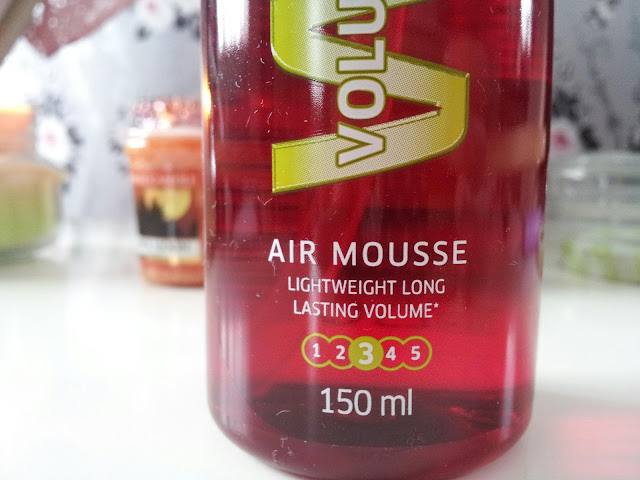 VOLU
AIR MOUSSE
LIGHTWEIGHT LONG
LASTING VOLUME*
1 2 3 4 5
150 ml